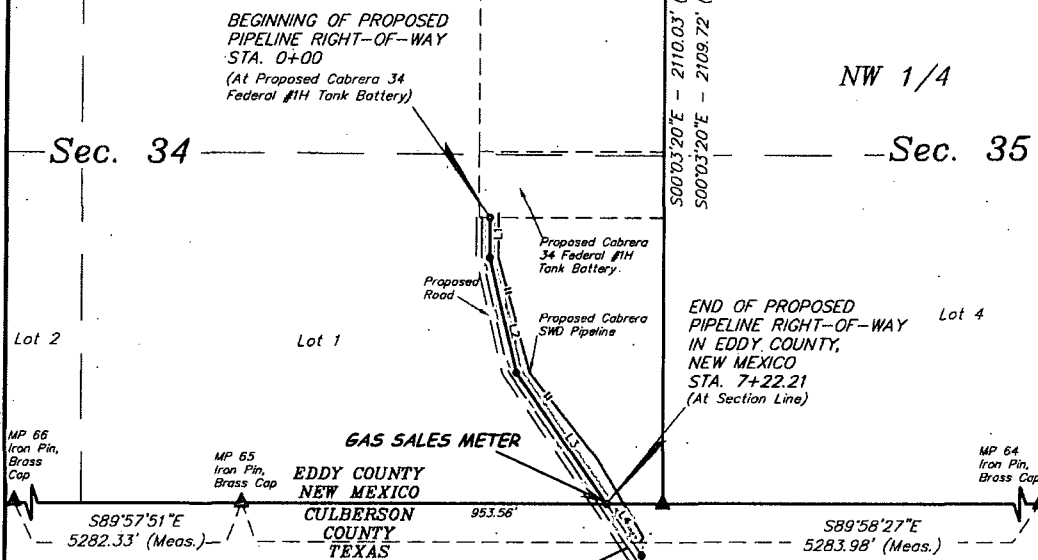 BEGINNING OF PROPOSED
PIPELINE RIGHT-OF-WAY
STA. 0+00
(At Proposed Cabrera 34
Federal #1H Tank Battery)
S00°03'20"E - 2110.03'
S00°03'20"E - 2109.72'
NW 1/4
Sec. 34
Sec. 35
L1
Proposed Cabrera
34 Federal #1H
Tank Battery
Proposed
Road
Proposed Cabrera
SWD Pipeline
L2
END OF PROPOSED
PIPELINE RIGHT-OF-WAY
IN EDDY COUNTY,
NEW MEXICO
STA. 7+22.21
(At Section Line)
Lot 4
Lot 2
Lot 1
L3
GAS SALES METER
MP 66
Iron Pin,
Brass
Cap
MP 65
Iron Pin,
Brass Cap
MP 64
Iron Pin,
Brass Cap
EDDY COUNTY
NEW MEXICO
CULBERSON
COUNTY
TEXAS
953.56'
L4
S89°57'51"E
5282.33' (Meas.)
S89°58'27"E
5283.98' (Meas.)